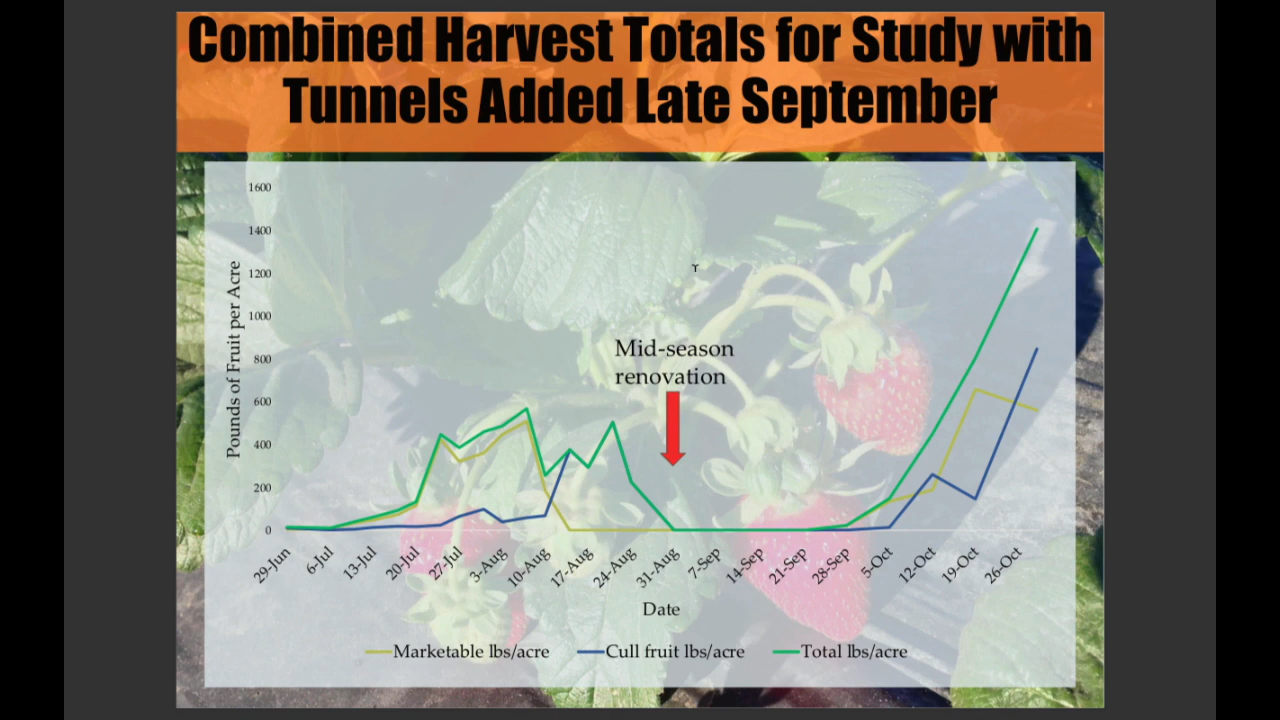 Combined Harvest Totals for Study with
Tunnels Added Late September
1600
1400
1200
1000
800
600
400
200
0
Pounds of Fruit per Acre
Mid-season
renovation
29-Jun
6-Jul
13-Jul
20-Jul
27-Jul
3-Aug
10-Aug
17-Aug
24-Aug
31-Aug
7-Sep
14-Sep
21-Sep
28-Sep
5-Oct
12-Oct
19-Oct
26-Oct
Date
Marketable lbs/acre
Cull fruit lbs/acre
Total lbs/acre